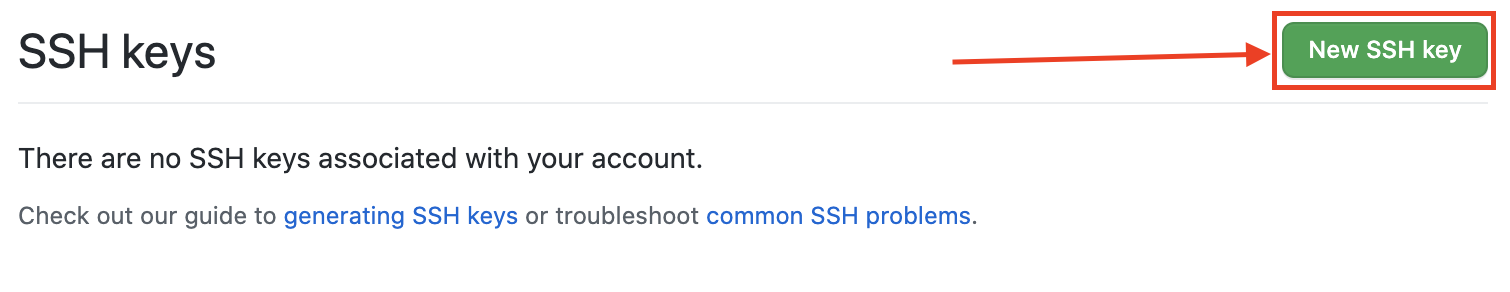 SSH keys
New SSH key
There are no SSH keys associated with your account.
Check out our guide to generating SSH keys or troubleshoot common SSH problems.